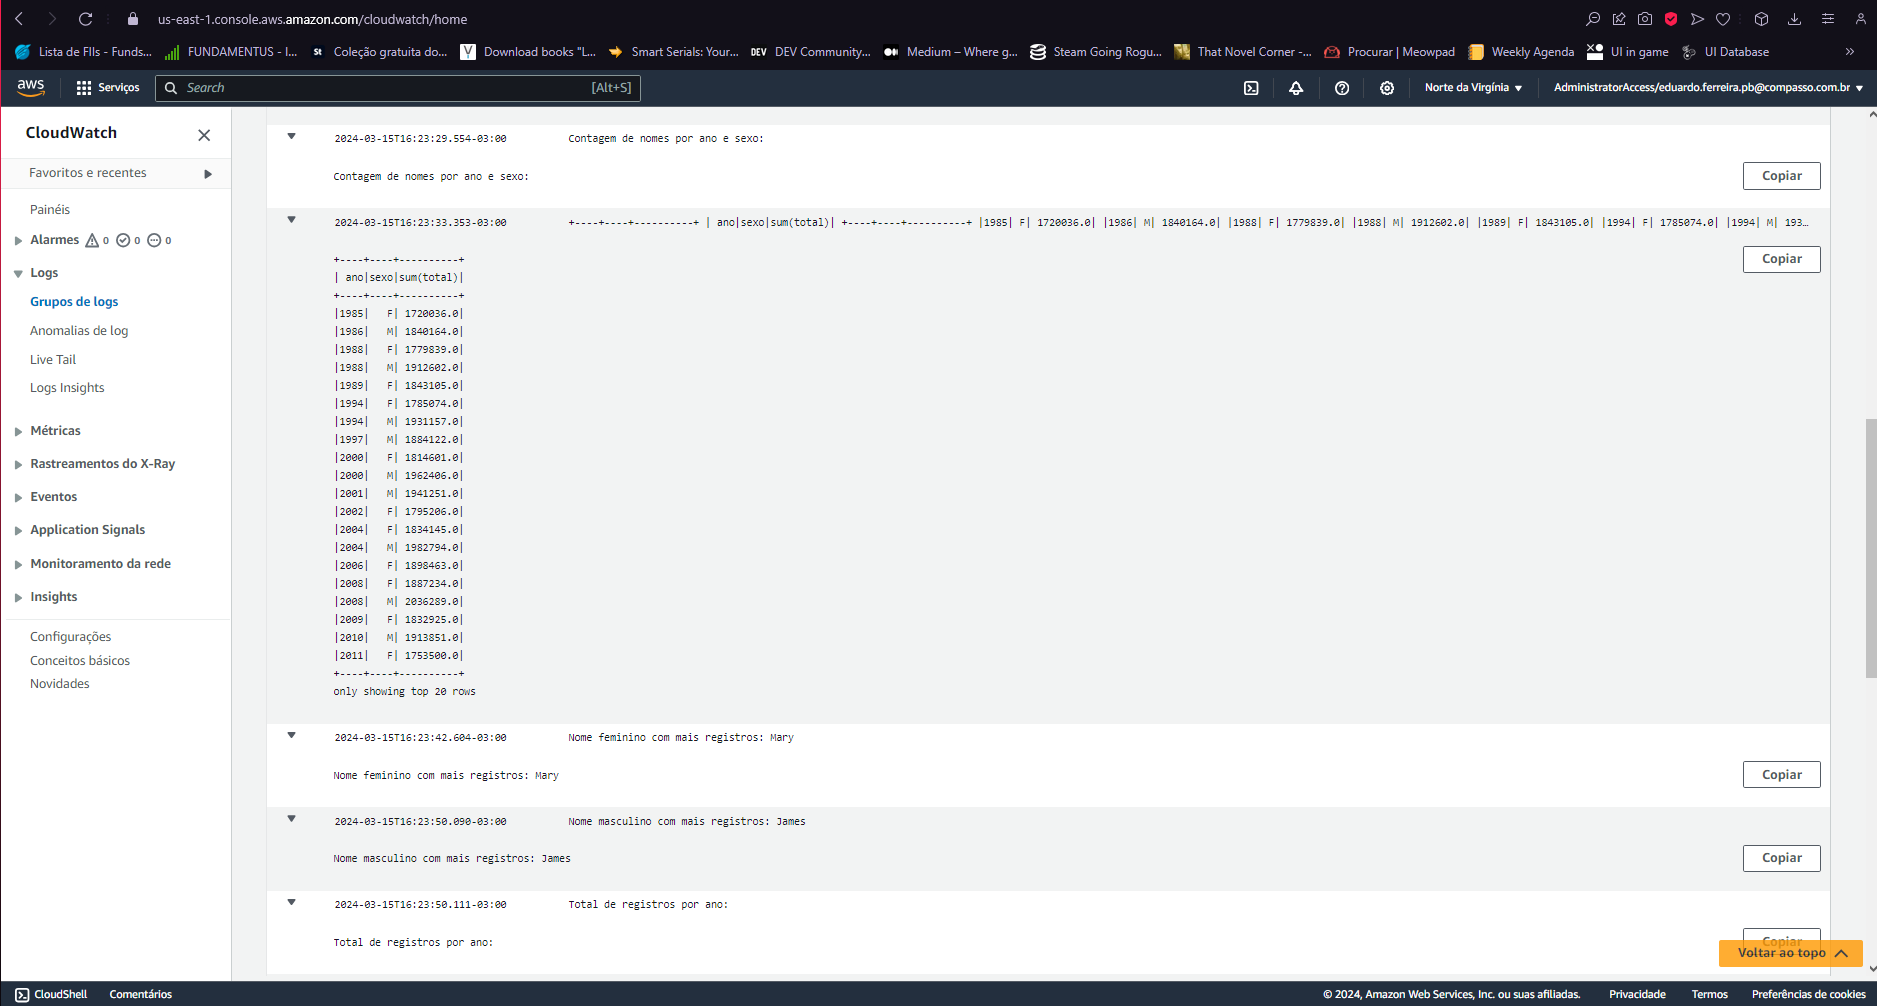 us-east-1.console.aws.amazon.com/cloudwatch/home
Lista de FIIs - Funds...
FUNDAMENTUS - I...
St Coleção gratuita do...
Y Download books "L...
Smart Serials: Your...
DEV DEV Community...
Medium – Where g...
Steam Going Rogu...
That Novel Corner -...
Procurar | Meowpad
Weekly Agenda
UI in game
UI Database
»
aws
Serviços
Search [Alt+S]
Norte da Virgínia
AdministratorAccess/eduardo.ferreira.pb@compasso.com.br
CloudWatch
Favoritos e recentes
Painéis
Alarmes 0 0 0
Logs
Grupos de logs
Anomalias de log
Live Tail
Logs Insights
Métricas
Rastreamentos do X-Ray
Eventos
Application Signals
Monitoramento da rede
Insights
Configurações
Conceitos básicos
Novidades
2024-03-15T16:23:29.554-03:00 Contagem de nomes por ano e sexo:
Contagem de nomes por ano e sexo:
Copiar
2024-03-15T16:23:33.353-03:00 +----+----+----------+ | ano|sexo|sum(total)| +----+----+----------+ |1985| F| 1720036.0| |1986| M| 1840164.0| |1988| F| 1779839.0| |1988| M| 1912602.0| |1989| F| 1843105.0| |1994| F| 1785074.0| |1994| M| 193…
Copiar
+----+----+----------+
| ano|sexo|sum(total)|
+----+----+----------+
|1985|   F| 1720036.0|
|1986|   M| 1840164.0|
|1988|   F| 1779839.0|
|1988|   M| 1912602.0|
|1989|   F| 1843105.0|
|1994|   F| 1785074.0|
|1994|   M| 1931157.0|
|1997|   M| 1884122.0|
|2000|   F| 1814601.0|
|2000|   M| 1962406.0|
|2001|   M| 1941251.0|
|2002|   F| 1795206.0|
|2004|   F| 1834145.0|
|2004|   M| 1982794.0|
|2006|   F| 1898463.0|
|2008|   F| 1887234.0|
|2008|   M| 2036289.0|
|2009|   F| 1832925.0|
|2010|   M| 1913851.0|
|2011|   F| 1753500.0|
+----+----+----------+
only showing top 20 rows
2024-03-15T16:23:42.604-03:00 Nome feminino com mais registros: Mary
Nome feminino com mais registros: Mary
Copiar
2024-03-15T16:23:50.090-03:00 Nome masculino com mais registros: James
Nome masculino com mais registros: James
Copiar
2024-03-15T16:23:50.111-03:00 Total de registros por ano:
Total de registros por ano:
Copiar
Voltar ao topo
CloudShell
Comentários
© 2024, Amazon Web Services, Inc. ou suas afiliadas.
Privacidade
Termos
Preferências de cookies